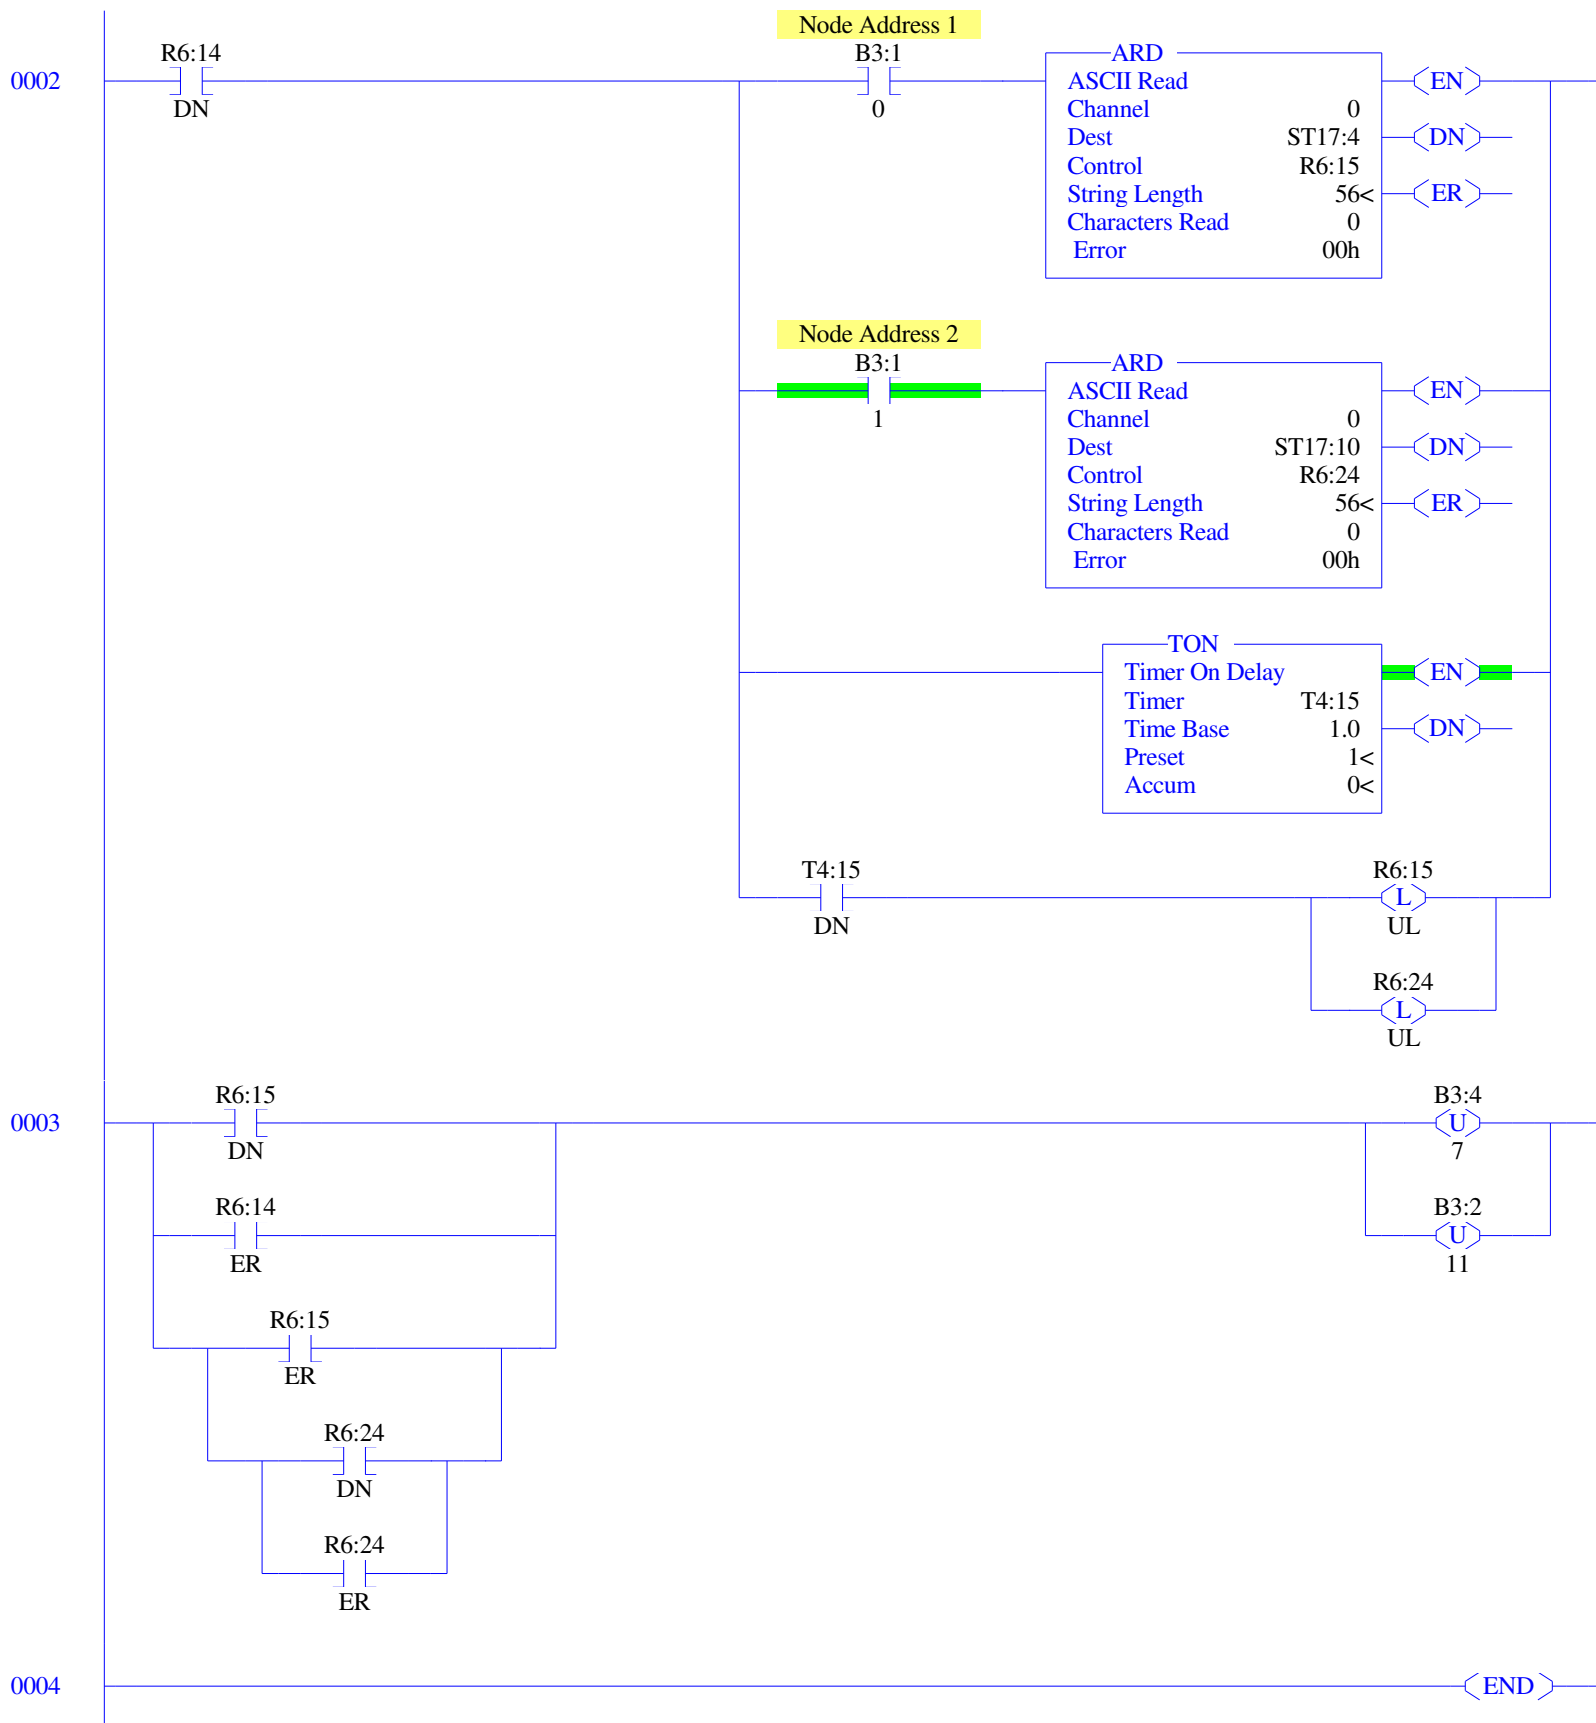 Node Address 1
R6:14
B3:1
ARD
0002
ASCII Read
EN
DN
0
Channel 0
Dest ST17:4
DN
Control R6:15
String Length 56<
ER
Characters Read 0
Error 00h
Node Address 2
B3:1
ARD
ASCII Read
EN
1
Channel 0
Dest ST17:10
DN
Control R6:24
String Length 56<
ER
Characters Read 0
Error 00h
TON
Timer On Delay
EN
Timer T4:15
Time Base 1.0
DN
Preset 1<
Accum 0<
T4:15
R6:15
L
DN
UL
R6:24
L
UL
R6:15
B3:4
0003
U
DN
7
R6:14
B3:2
U
ER
11
R6:15
ER
R6:24
DN
R6:24
ER
0004
END